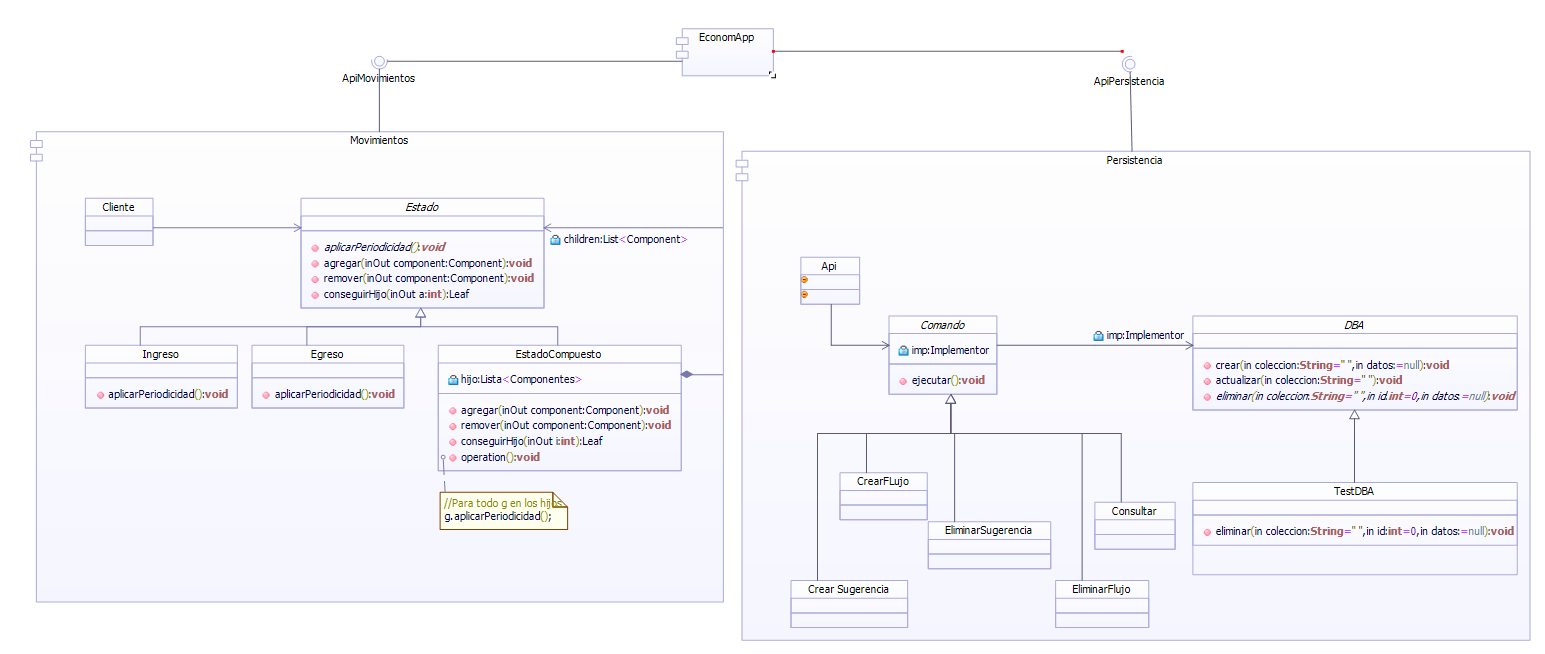 EconomApp
ApiMovimientos
ApiPersistencia
Movimientos
Cliente
Estado
aplicarPeriodicidad():void
agregar(inOut component:Component):void
remover(inOut component:Component):void
conseguirHijo(inOut a:int):Leaf
children:List<Component>
Ingreso
aplicarPeriodicidad():void
Egreso
aplicarPeriodicidad():void
EstadoCompuesto
hijo:Lista<Componentes>
agregar(inOut component:Component):void
remover(inOut component:Component):void
conseguirHijo(inOut i:int):Leaf
operation():void
//Para todo g en los hijos
g.aplicarPeriodicidad();
Persistencia
Api
Comando
imp:Implementor
ejecutar():void
imp:Implementor
DBA
crear(in coleccion:String=" ",in datos:=null):void
actualizar(in coleccion:String=" "):void
eliminar(in coleccion:String=" ",in id:int=0,in datos:=null):void
CrearFLujo
EliminarSugerencia
Consultar
Crear Sugerencia
EliminarFlujo
TestDBA
eliminar(in coleccion:String=" ",in id:int=0,in datos:=null):void